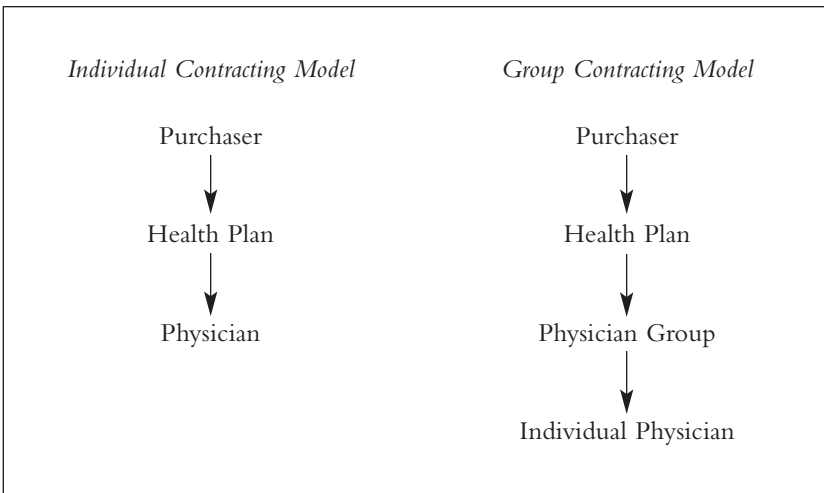 Individual Contracting Model
Purchaser
Health Plan
Physician
Group Contracting Model
Purchaser
Health Plan
Physician Group
Individual Physician